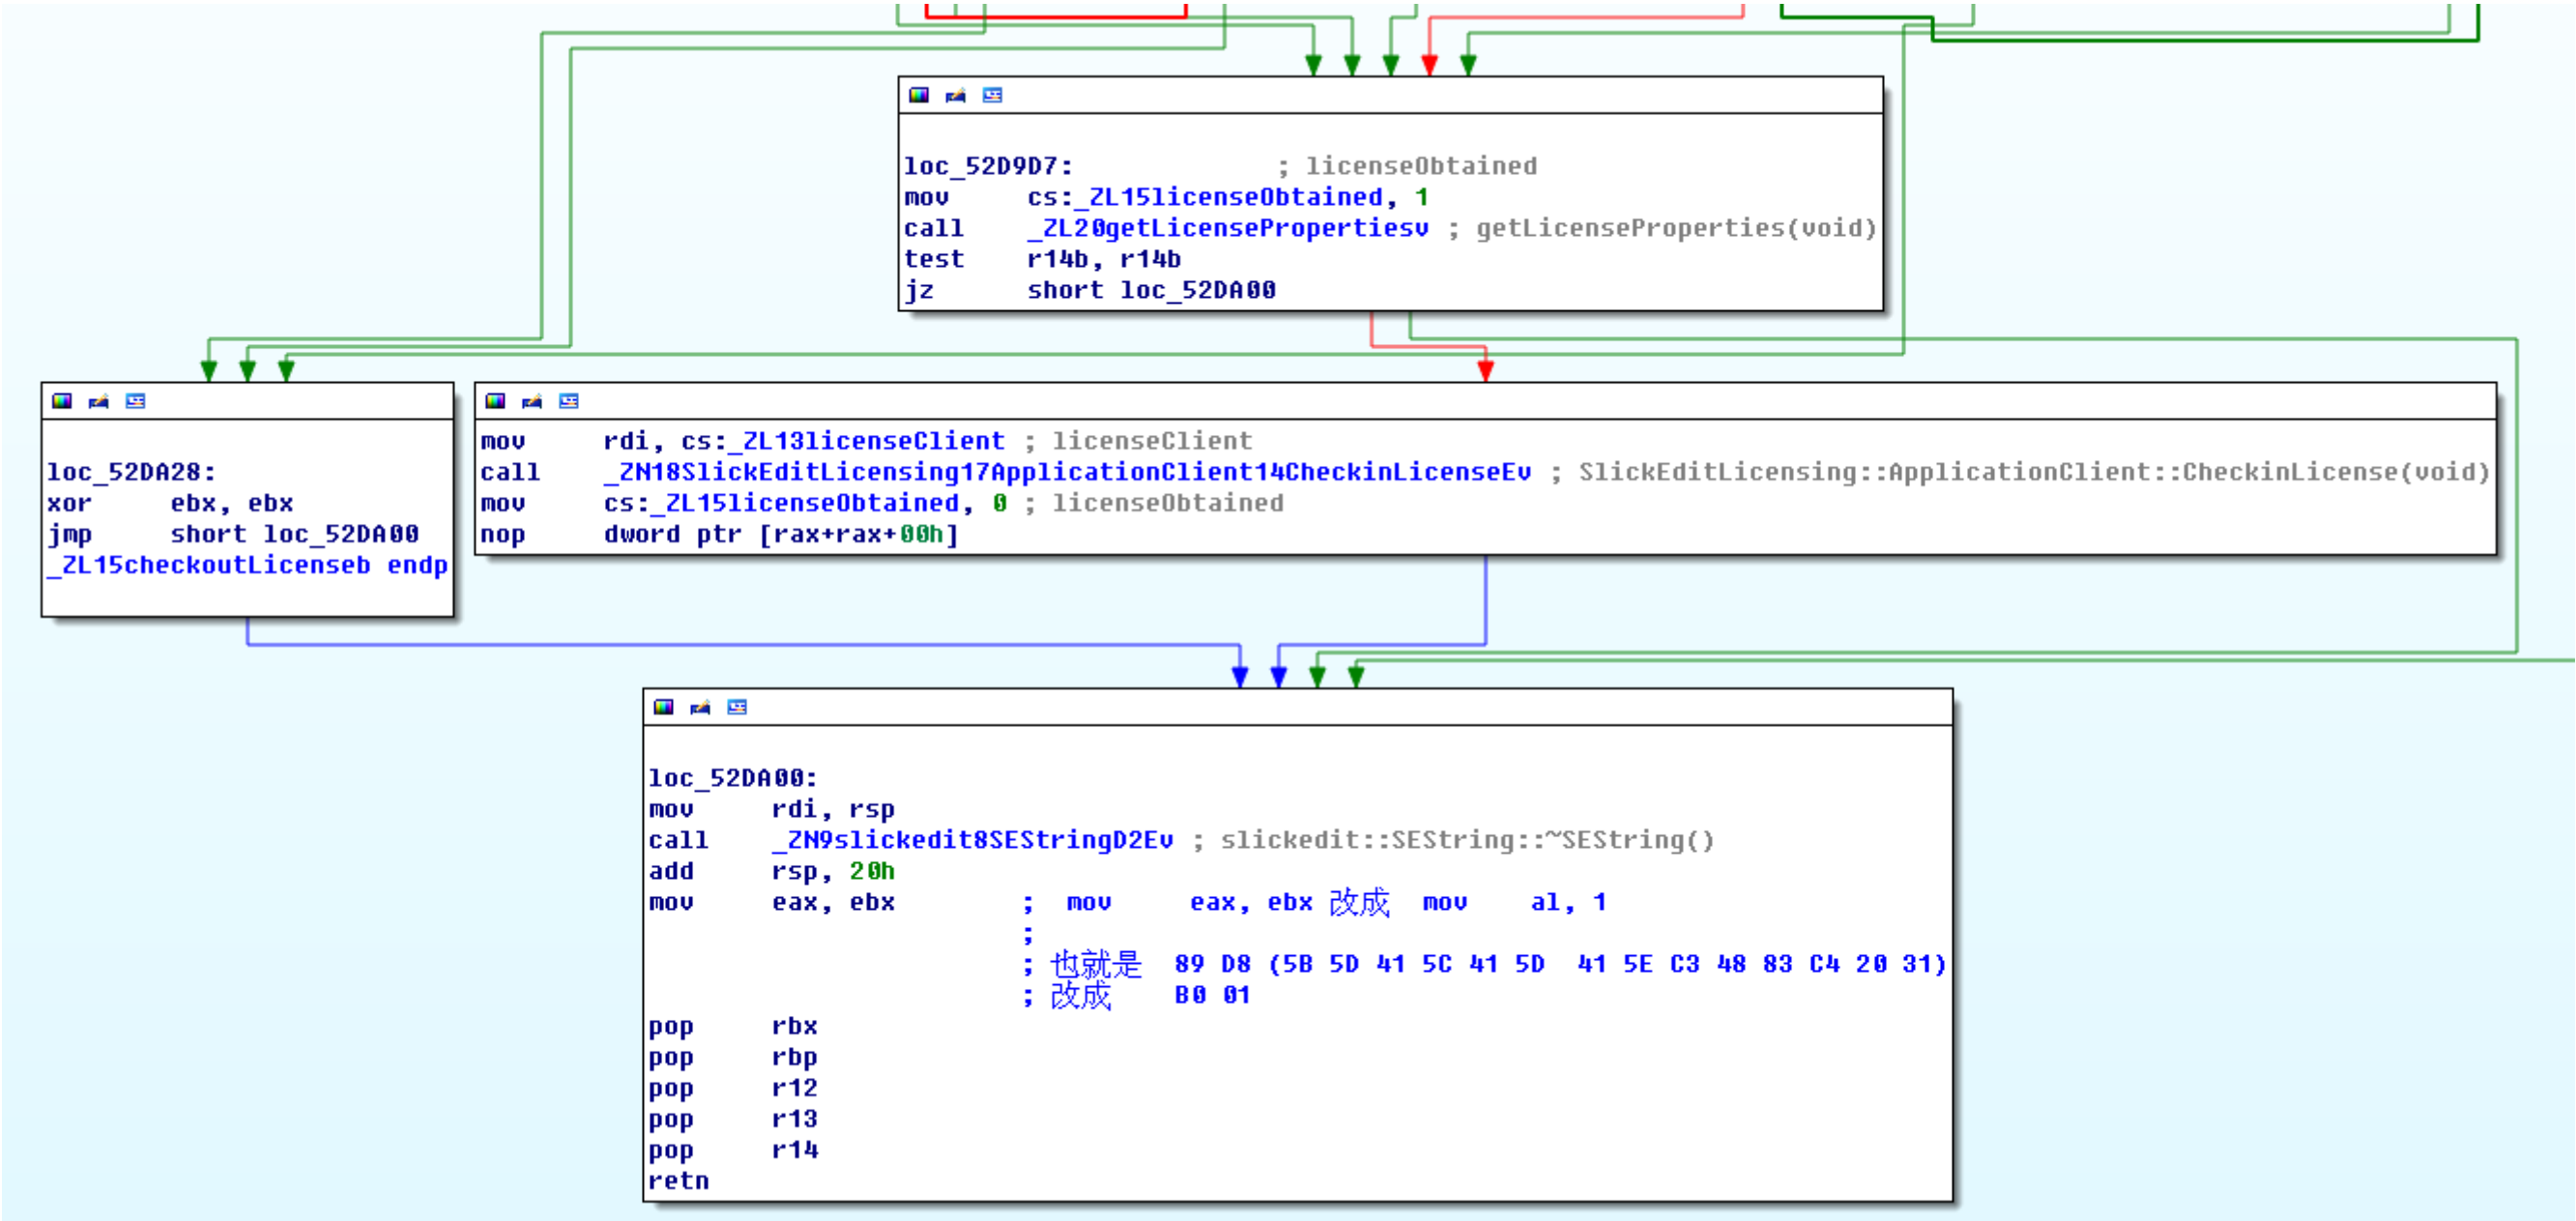 loc_52D9D7: ; licenseObtained
mov cs:_ZL15licenseObtained, 1
call _ZL20getLicensePropertiesv ; getLicenseProperties(void)
test r14b, r14b
jz short loc_52DA00
loc_52DA28:
xor ebx, ebx
jmp short loc_52DA00
_ZL15checkoutLicenseb endp
mov rdi, cs:_ZL13licenseClient ; licenseClient
call _ZN18SlickEditLicensing17ApplicationClient14CheckinLicenseEv ; SlickEditLicensing::ApplicationClient::CheckinLicense(void)
mov cs:_ZL15licenseObtained, 0 ; licenseObtained
nop dword ptr [rax+rax+00h]
loc_52DA00:
mov rdi, rsp
call _ZN9slickedit8SEStringD2Ev ; slickedit::SEString::~SEString()
add rsp, 20h
mov eax, ebx ; mov eax, ebx 改成 mov al, 1
;
; 也就是 89 D8 (5B 5D 41 5C 41 5D 41 5E C3 48 83 C4 20 31)
; 改成 B0 01
pop rbx
pop rbp
pop r12
pop r13
pop r14
retn